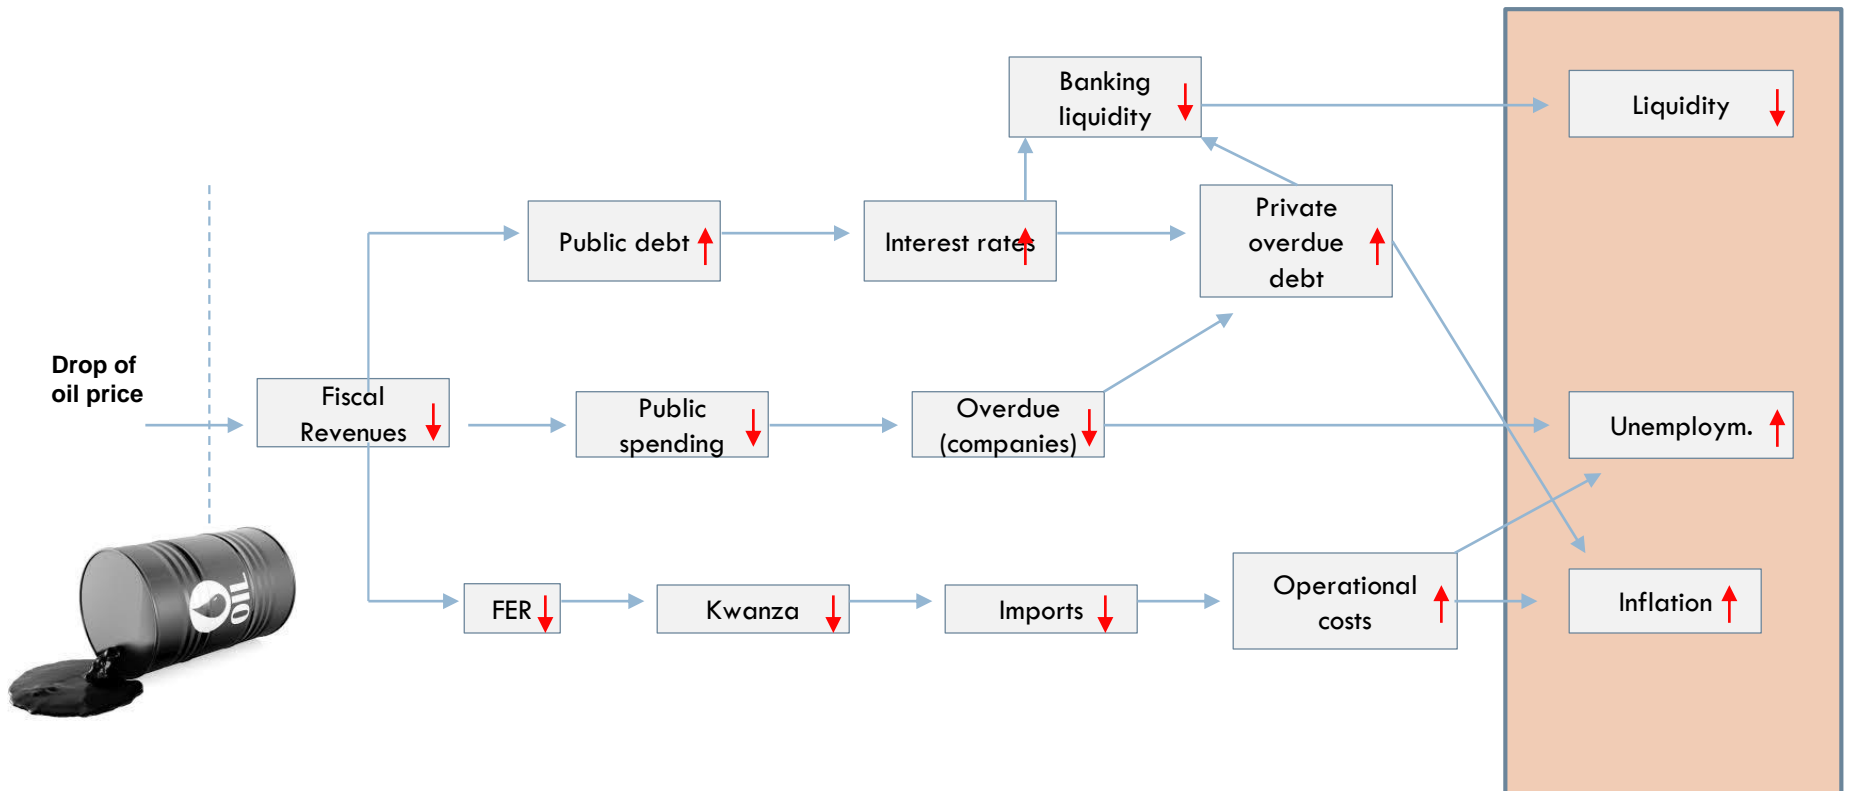 Banking
liquidity
Liquidity
Public debt
Interest rates
Private
overdue
debt
Drop of
oil price
Fiscal
Revenues
Public
spending
Overdue
(companies)
Unemploym.
OIL
FER
Kwanza
Imports
Operational
costs
Inflation